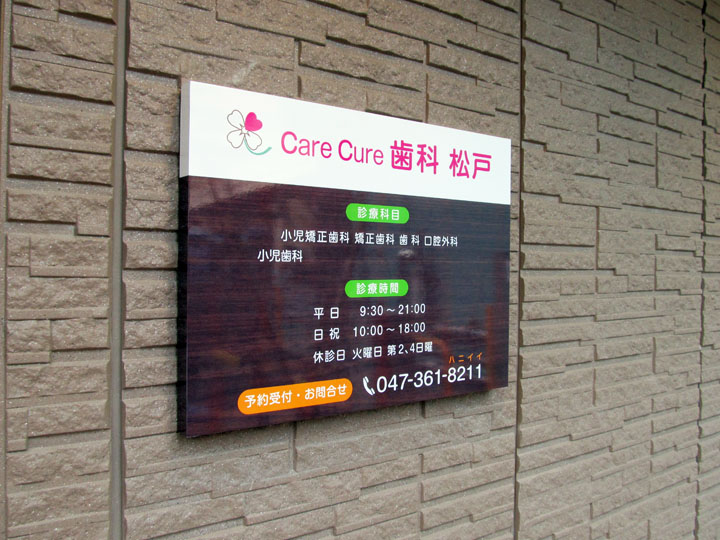 Care Cure 歯科 松戸
診療科目
小児矯正歯科 矯正歯科 歯科 口腔外科
小児歯科
診療時間
平日 9:30～21:00
日祝 10:00～18:00
休診日 火曜日 第2、4日曜
ハニイイ
予約受付・お問合せ 047-361-8211